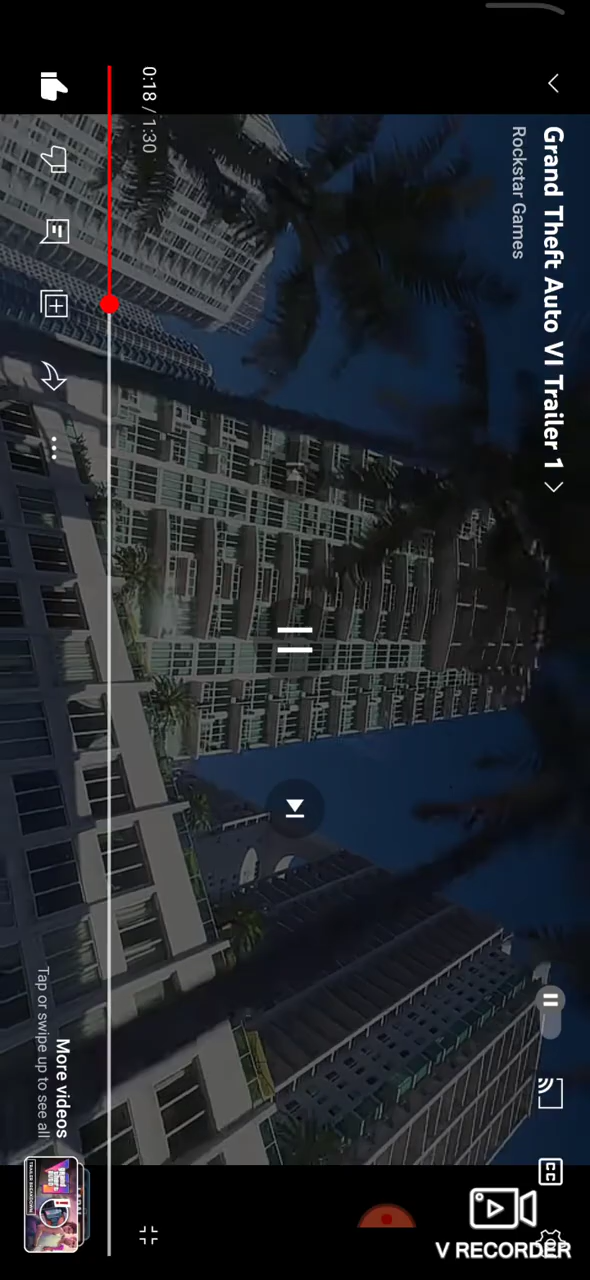 Grand Theft Auto VI Trailer 1
Rockstar Games
0:18 / 1:30
More videos
Tap or swipe up to see all
CC
V RECORDER